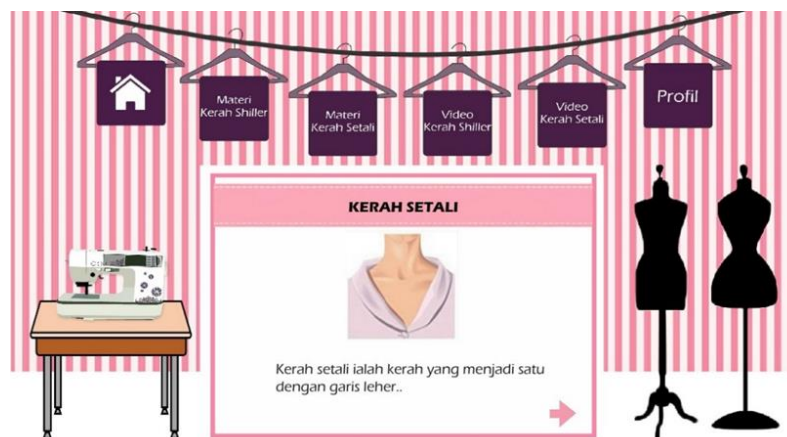 Materi
Kerah Shiller
Materi
Kerah Setali
Video
Kerah Shiller
Video
Kerah Setali
Profil
KERAH SETALI
Kerah setali ialah kerah yang menjadi satu
dengan garis leher..